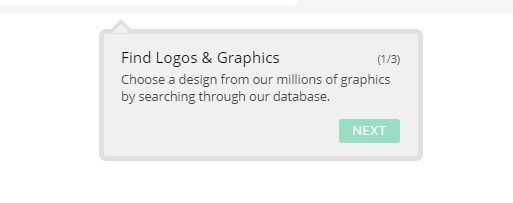 Find Logos & Graphics (1/3)
Choose a design from our millions of graphics
by searching through our database.
NEXT